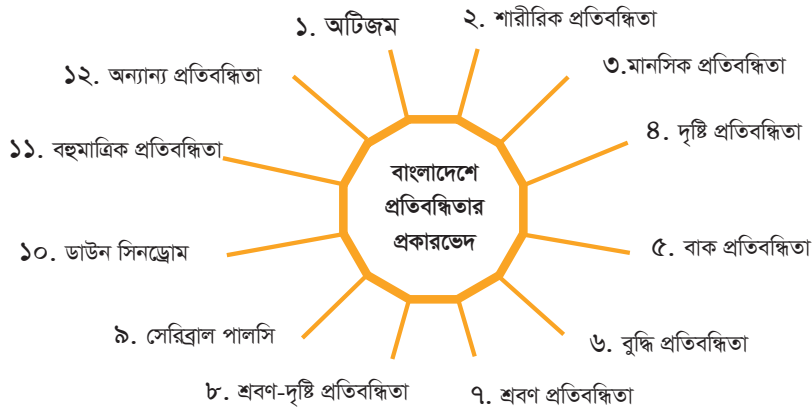 ১. অটিজম
২. শারীরিক প্রতিবন্ধিতা
৩.মানসিক প্রতিবন্ধিতা
৪. দৃষ্টি প্রতিবন্ধিতা
৫. বাক প্রতিবন্ধিতা
৬. বুদ্ধি প্রতিবন্ধিতা
৭. শ্রবণ প্রতিবন্ধিতা
৮. শ্রবণ-দৃষ্টি প্রতিবন্ধিতা
৯. সেরিব্রাল পালসি
১০. ডাউন সিনড্রোম
১১. বহুমাত্রিক প্রতিবন্ধিতা
১২. অন্যান্য প্রতিবন্ধিতা
বাংলাদেশে
প্রতিবন্ধিতার
প্রকারভেদ